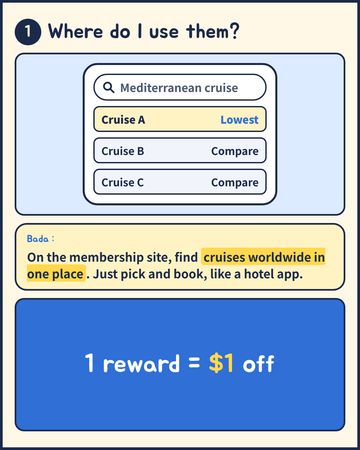 1 Where do I use them?
Mediterranean cruise
Cruise A Lowest
Cruise B Compare
Cruise C Compare
Bada :
On the membership site, find cruises worldwide in
one place . Just pick and book, like a hotel app.
1 reward = $1 off